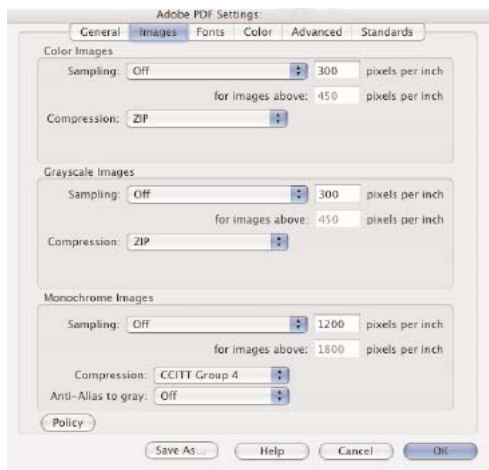 Adobe PDF Settings:
General Images Fonts Color Advanced Standards
Color Images
Sampling: Off 300 pixels per inch
for images above: 450 pixels per inch
Compression: ZIP
Grayscale Images
Sampling: Off 300 pixels per inch
for images above: 450 pixels per inch
Compression: ZIP
Monochrome Images
Sampling: Off 1200 pixels per inch
for images above: 1800 pixels per inch
Compression: CCITT Group 4
Anti-Alias to gray: Off
Policy
Save As... Help Cancel OK